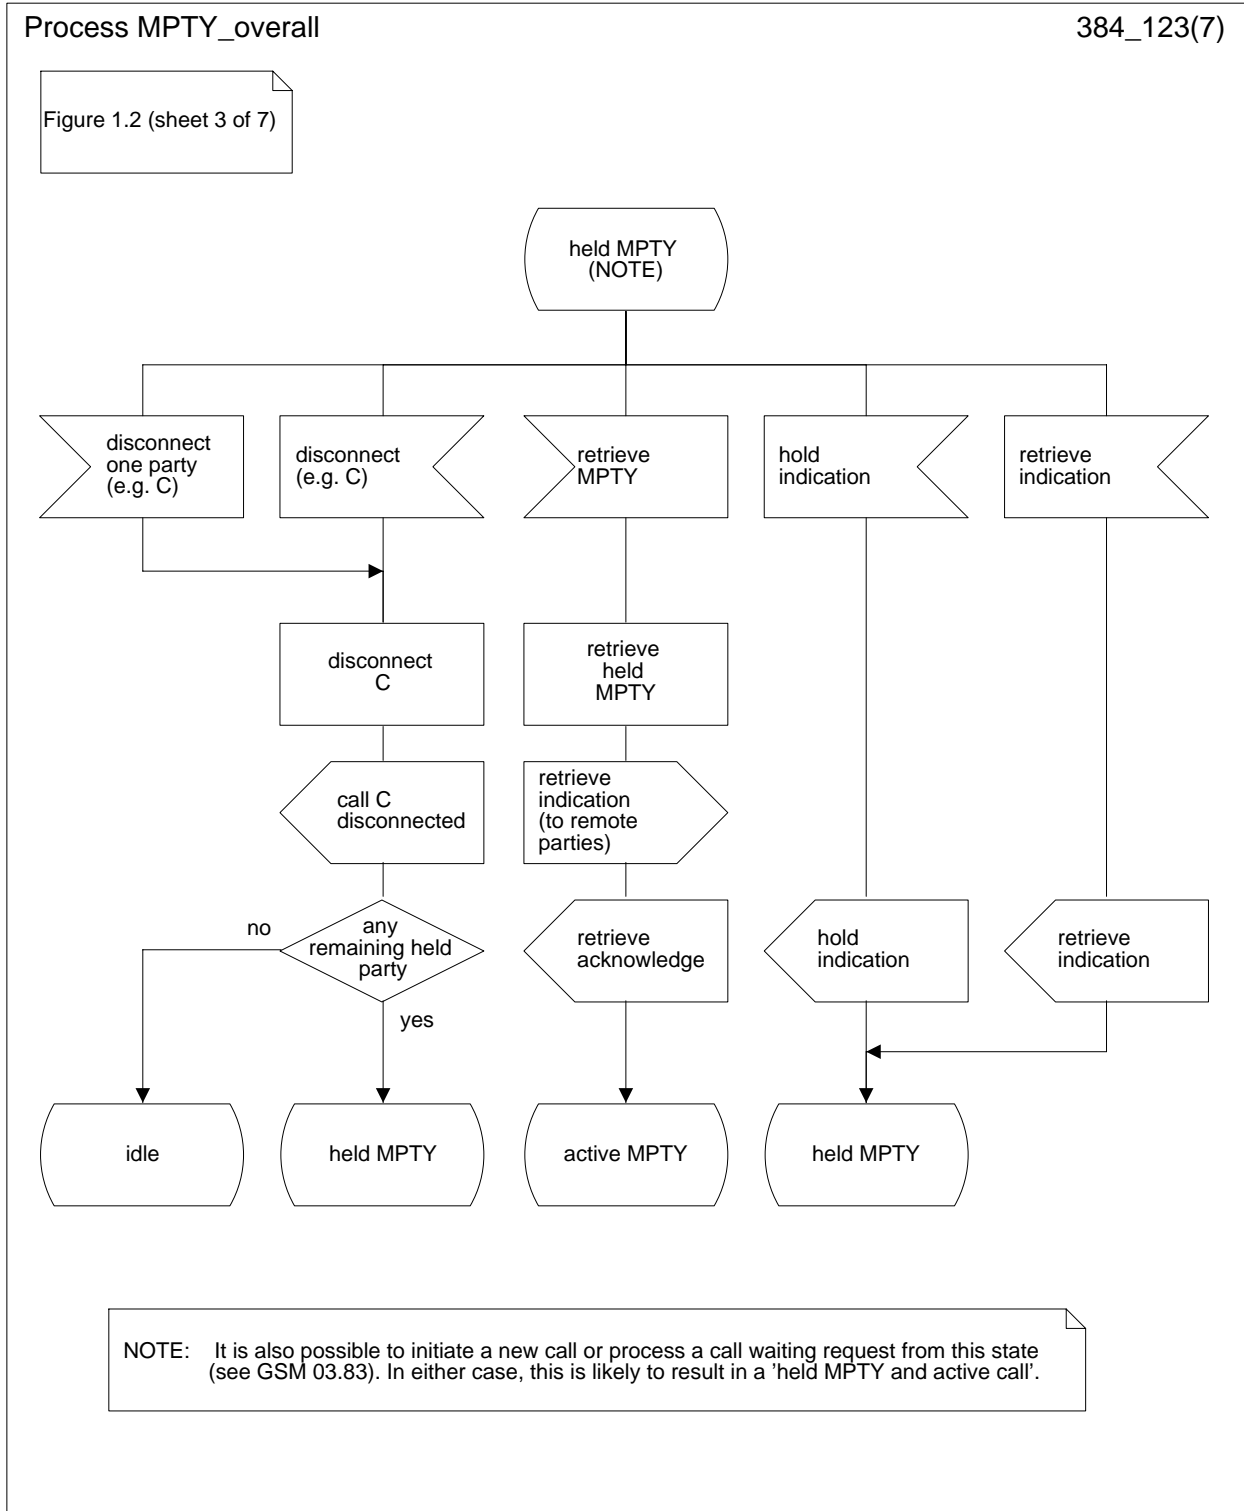 Process MPTY_overall
384_123(7)
Figure 1.2 (sheet 3 of 7)
held MPTY
(NOTE)
disconnect
one party
(e.g. C)
disconnect
(e.g. C)
retrieve
MPTY
hold
indication
retrieve
indication
disconnect
C
retrieve
held
MPTY
call C
disconnected
retrieve
indication
(to remote
parties)
no
any
remaining held
party
yes
retrieve
acknowledge
hold
indication
retrieve
indication
idle
held MPTY
active MPTY
held MPTY
NOTE: It is also possible to initiate a new call or process a call waiting request from this state
(see GSM 03.83). In either case, this is likely to result in a 'held MPTY and active call'.